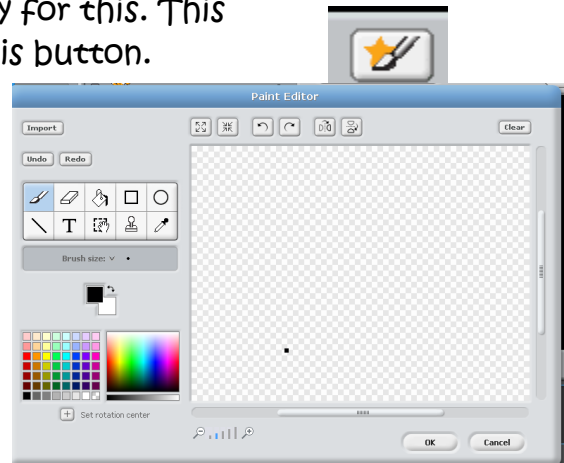 y for this. This
is button.
Paint Editor
Import
Clear
Undo Redo
T
Brush size:
Set rotation center
OK Cancel